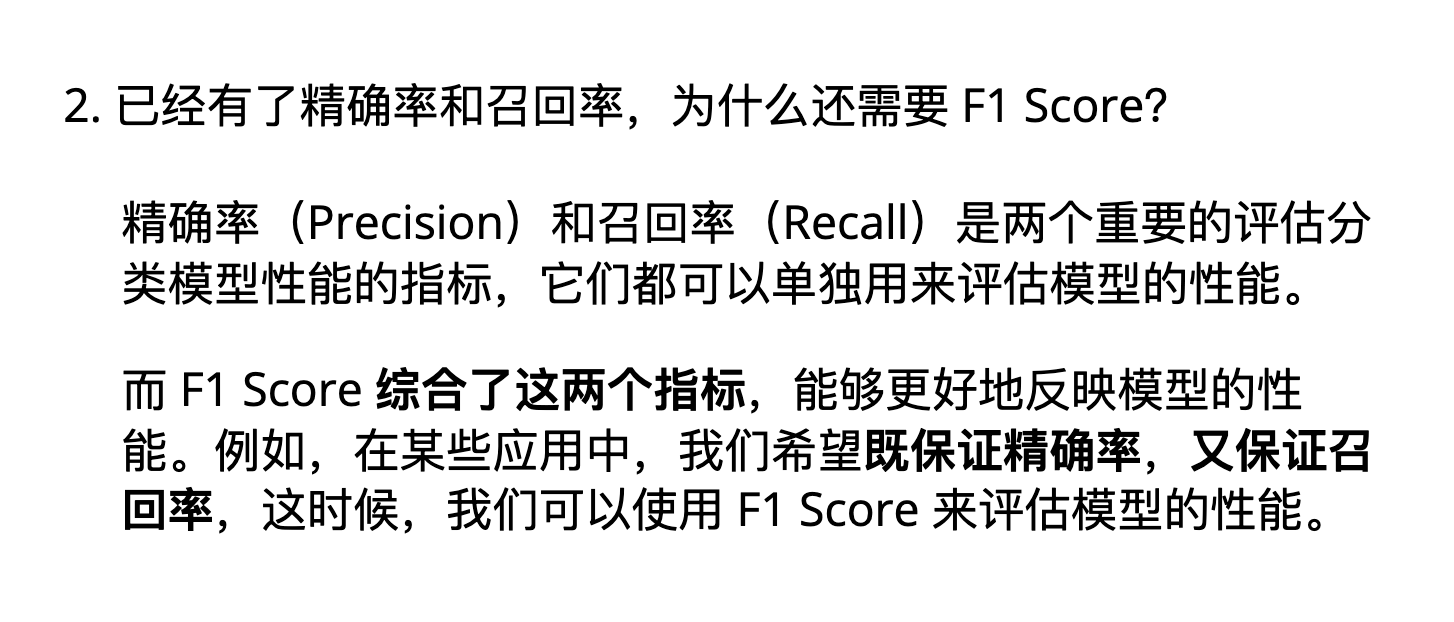 2. 已经有了精确率和召回率，为什么还需要 F1 Score？
精确率（Precision）和召回率（Recall）是两个重要的评估分
类模型性能的指标，它们都可以单独用来评估模型的性能。
而 F1 Score 综合了这两个指标，能够更好地反映模型的性
能。例如，在某些应用中，我们希望既保证精确率，又保证召
回率，这时候，我们可以使用 F1 Score 来评估模型的性能。